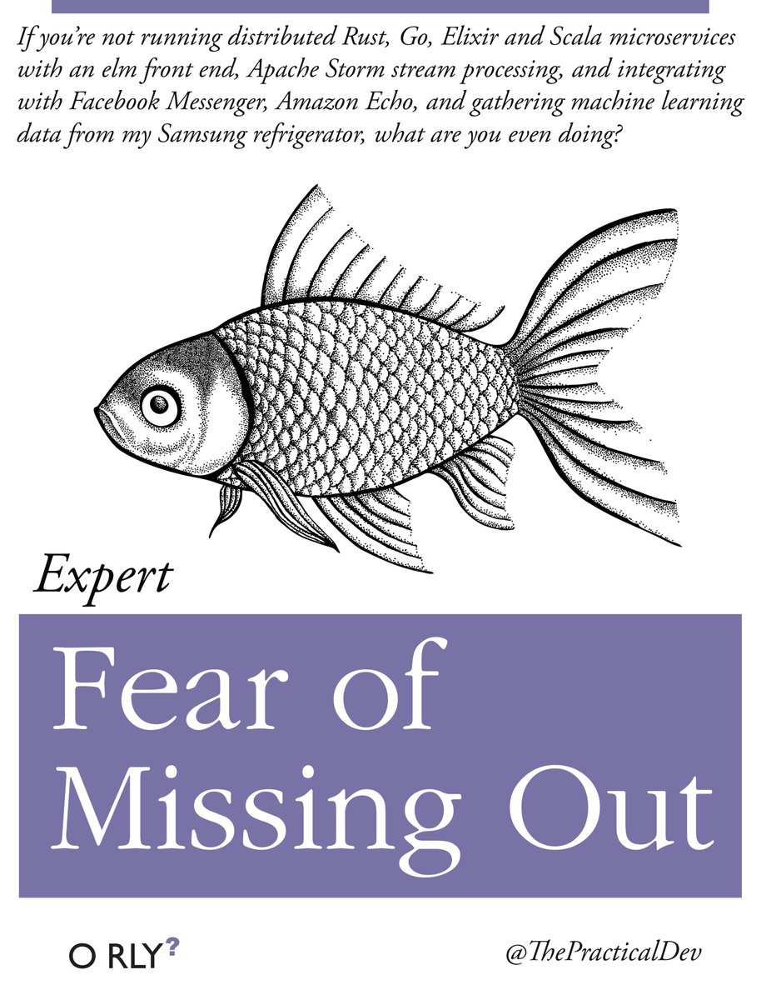 If you're not running distributed Rust, Go, Elixir and Scala microservices
with an elm front end, Apache Storm stream processing, and integrating
with Facebook Messenger, Amazon Echo, and gathering machine learning
data from my Samsung refrigerator, what are you even doing?
Expert
Fear of
Missing Out
O RLY?
@ThePracticalDev